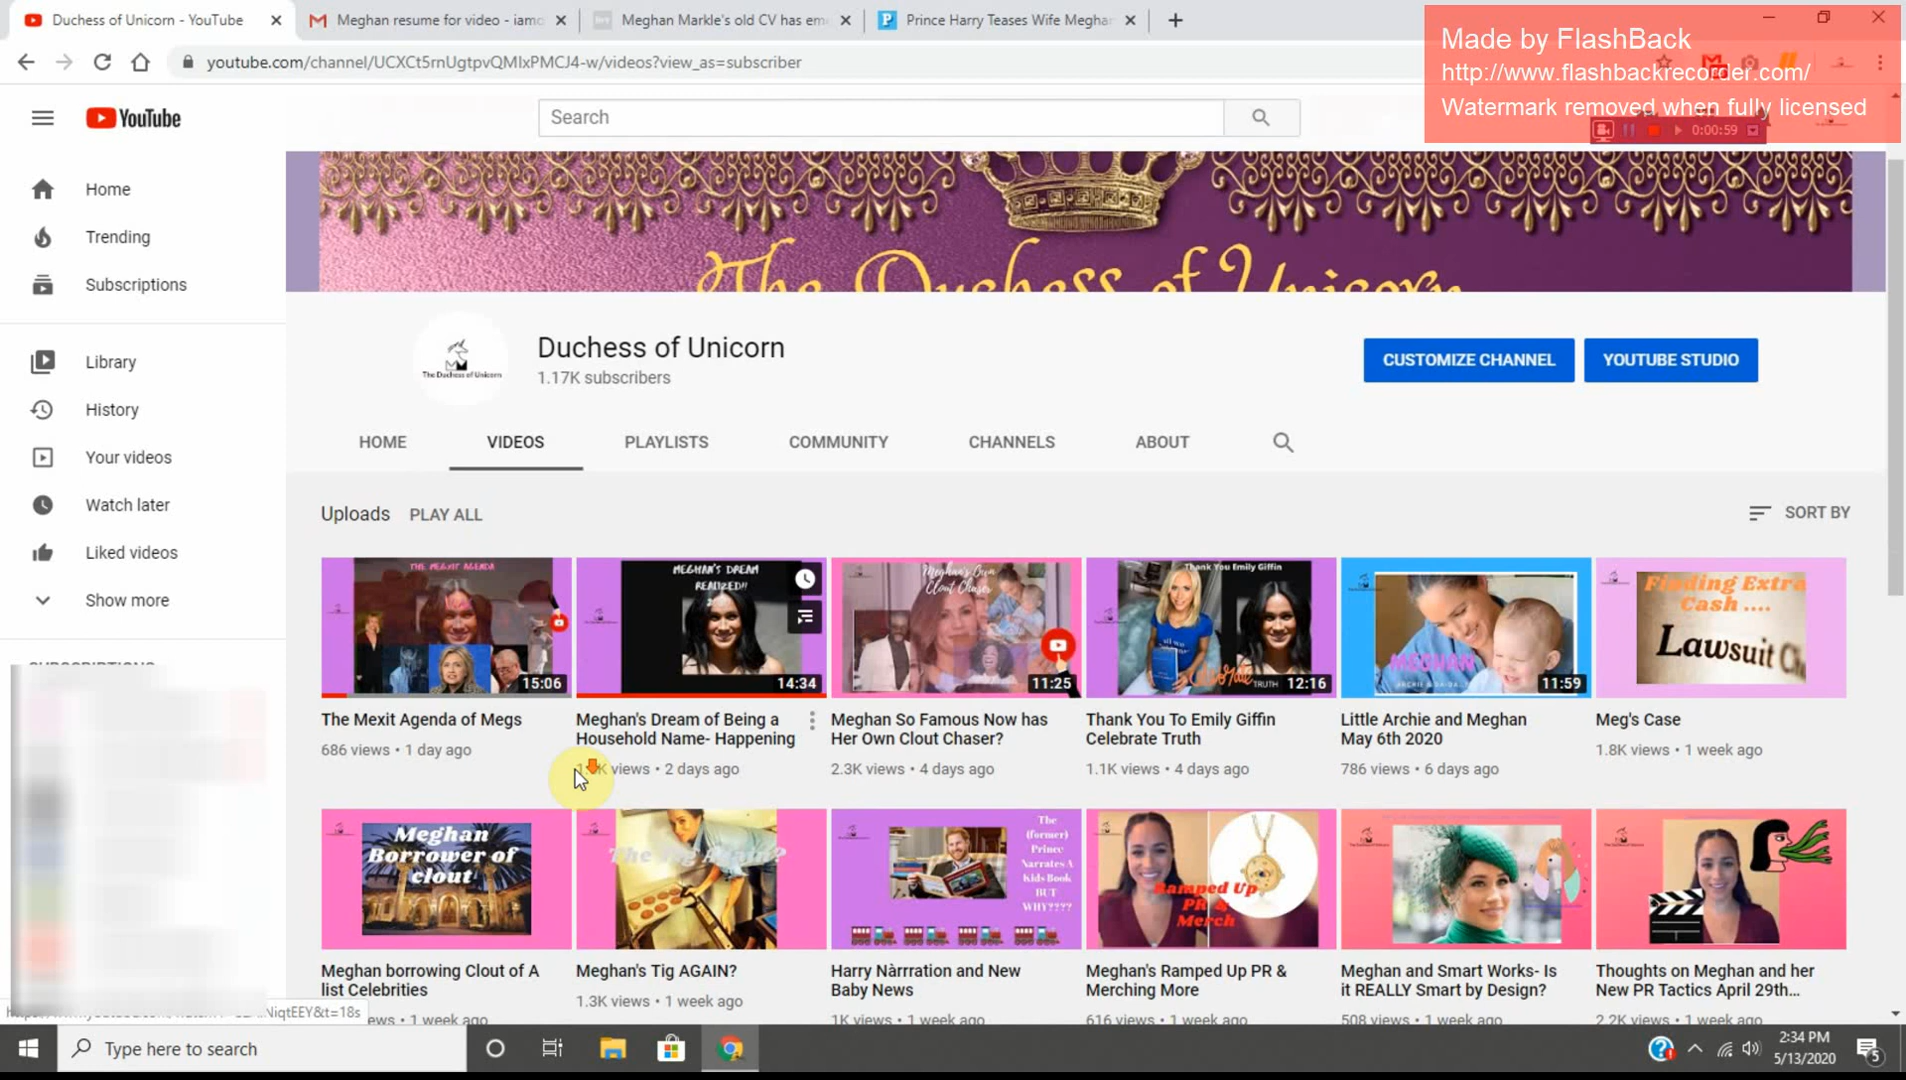 Duchess of Unicorn - YouTube
Meghan resume for video - iamo
Meghan Markle's old CV has eme
Prince Harry Teases Wife Meghan
Made by FlashBack
http://www.flashbackrecorder.com/
Watermark removed when fully licensed
0:00:59
youtube.com/channel/UCXCt5rnUgtpvQMIxPMCJ4-w/videos?view_as=subscriber
YouTube
Search
Home
Trending
Subscriptions
Library
History
Your videos
Watch later
Liked videos
Show more
The Duchess of Unicorn
The Duchess of Unicorn
Duchess of Unicorn
1.17K subscribers
CUSTOMIZE CHANNEL
YOUTUBE STUDIO
HOME
VIDEOS
PLAYLISTS
COMMUNITY
CHANNELS
ABOUT
Uploads
PLAY ALL
SORT BY
THE MEGXIT AGENDA
15:06
The Mexit Agenda of Megs
686 views • 1 day ago
MEGHAN'S DREAM
REALIZED!!
14:34
Meghan's Dream of Being a
Household Name- Happening
views • 2 days ago
Meghan's Own
Clout Chaser
11:25
Meghan So Famous Now has
Her Own Clout Chaser?
2.3K views • 4 days ago
Thank You Emily Giffin
TRUTH
12:16
Thank You To Emily Giffin
Celebrate Truth
1.1K views • 4 days ago
MEGHAN
11:59
Little Archie and Meghan
May 6th 2020
786 views • 6 days ago
Finding Extra
Cash ....
Lawsuit
Meg's Case
1.8K views • 1 week ago
Meghan
Borrower of
clout
Meghan borrowing Clout of A
list Celebrities
views • 1 week ago
The Tig Again?
Meghan's Tig AGAIN?
1.3K views • 1 week ago
The
(former)
Prince
Narrates A
Kids Book
BUT
WHY????
Harry Nàrrration and New
Baby News
1K views • 1 week ago
Ramped Up
PR &
Merch
Meghan's Ramped Up PR &
Merching More
616 views • 1 week ago
Meghan and Smart Works- Is
it REALLY Smart by Design?
508 views • 1 week ago
Thoughts on Meghan and her
New PR Tactics April 29th...
2.2K views • 1 week ago
NiqtEEY&t=18s
Type here to search
2:34 PM
5/13/2020
5